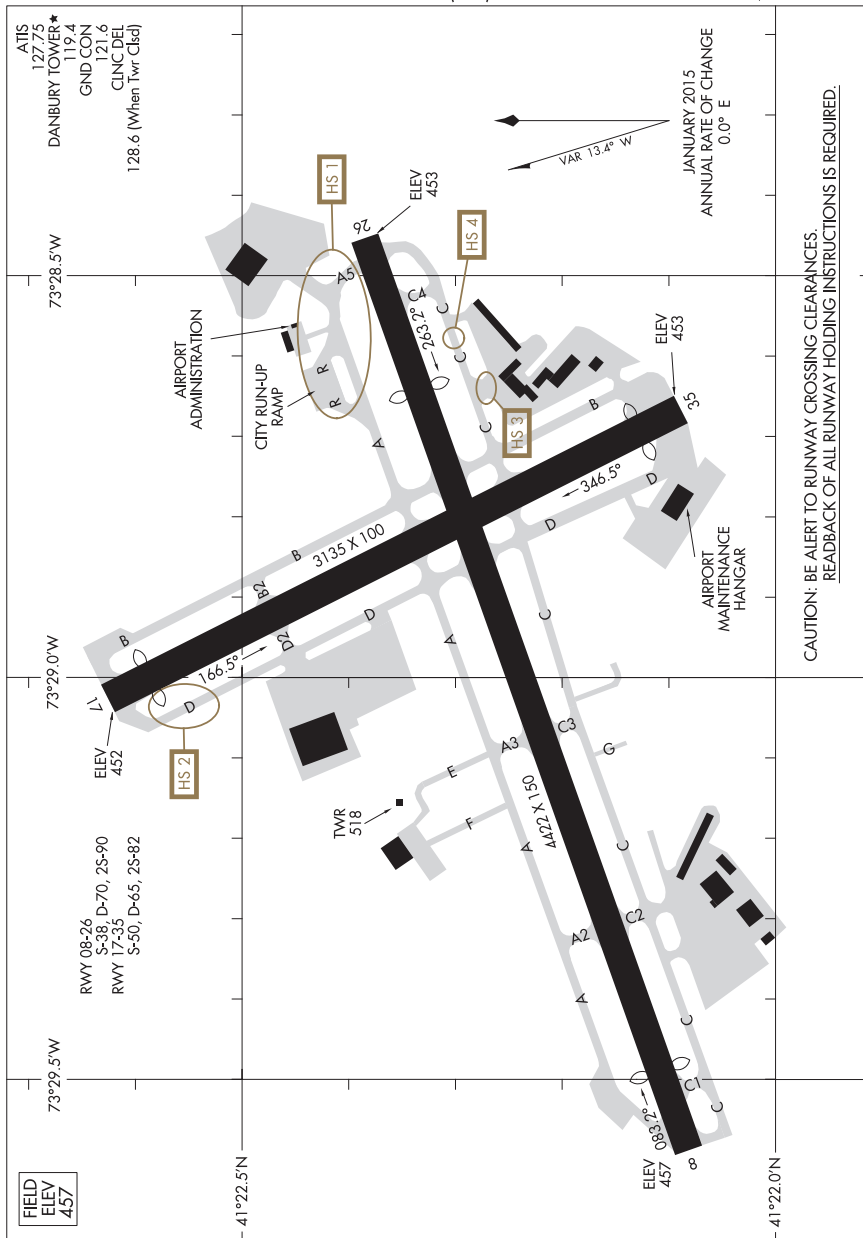 FIELD
ELEV
457
ATIS
127.75
DANBURY TOWER★
119.4
GND CON
121.6
CLNC DEL
128.6 (When Twr Clsd)
RWY 08-26
S-38, D-70, 2S-90
RWY 17-35
S-50, D-65, 2S-82
73°29.5'W
73°29.0'W
73°28.5'W
41°22.5'N
41°22.0'N
ELEV
452
17
HS 2
D
B
166.5°
D2
B2
B
D
3135 X 100
AIRPORT
ADMINISTRATION
CITY RUN-UP
RAMP
R
R
HS 1
A5
26
ELEV
453
A
263.2°
C4
C
C
HS 4
C
HS 3
B
346.5°
D
D
35
ELEV
453
AIRPORT
MAINTENANCE
HANGAR
TWR
518
E
F
A
A3
A
4422 X 150
C
C3
G
C
A2
C2
A
C
083.2°
C1
C
8
ELEV
457
VAR 13.4° W
JANUARY 2015
ANNUAL RATE OF CHANGE
0.0° E
CAUTION: BE ALERT TO RUNWAY CROSSING CLEARANCES.
READBACK OF ALL RUNWAY HOLDING INSTRUCTIONS IS REQUIRED.